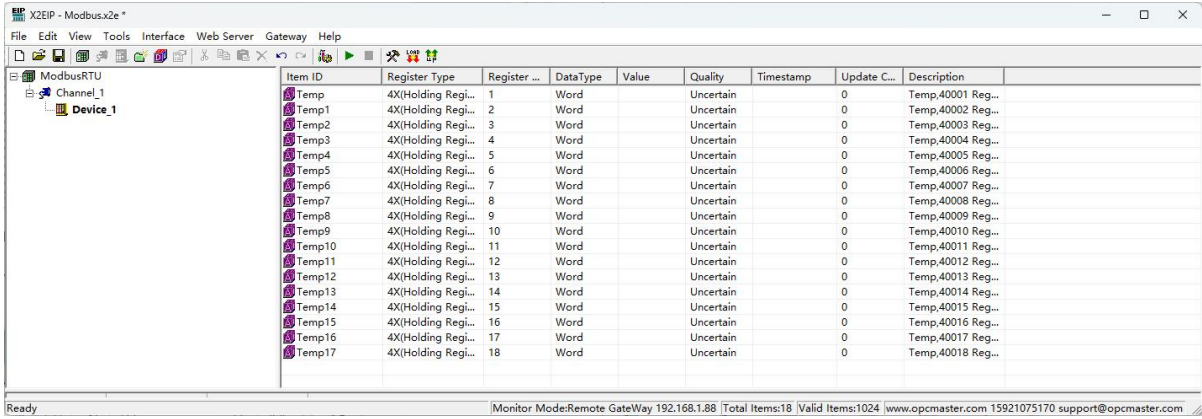 EIP X2EIP - Modbus.x2e *
File Edit View Tools Interface Web Server Gateway Help
LOAD
ModbusRTU
Channel_1
Device_1
Item ID Register Type Register ... DataType Value Quality Timestamp Update C... Description
Temp 4X(Holding Regi... 1 Word Uncertain 0 Temp,40001 Reg...
Temp1 4X(Holding Regi... 2 Word Uncertain 0 Temp,40002 Reg...
Temp2 4X(Holding Regi... 3 Word Uncertain 0 Temp,40003 Reg...
Temp3 4X(Holding Regi... 4 Word Uncertain 0 Temp,40004 Reg...
Temp4 4X(Holding Regi... 5 Word Uncertain 0 Temp,40005 Reg...
Temp5 4X(Holding Regi... 6 Word Uncertain 0 Temp,40006 Reg...
Temp6 4X(Holding Regi... 7 Word Uncertain 0 Temp,40007 Reg...
Temp7 4X(Holding Regi... 8 Word Uncertain 0 Temp,40008 Reg...
Temp8 4X(Holding Regi... 9 Word Uncertain 0 Temp,40009 Reg...
Temp9 4X(Holding Regi... 10 Word Uncertain 0 Temp,40010 Reg...
Temp10 4X(Holding Regi... 11 Word Uncertain 0 Temp,40011 Reg...
Temp11 4X(Holding Regi... 12 Word Uncertain 0 Temp,40012 Reg...
Temp12 4X(Holding Regi... 13 Word Uncertain 0 Temp,40013 Reg...
Temp13 4X(Holding Regi... 14 Word Uncertain 0 Temp,40014 Reg...
Temp14 4X(Holding Regi... 15 Word Uncertain 0 Temp,40015 Reg...
Temp15 4X(Holding Regi... 16 Word Uncertain 0 Temp,40016 Reg...
Temp16 4X(Holding Regi... 17 Word Uncertain 0 Temp,40017 Reg...
Temp17 4X(Holding Regi... 18 Word Uncertain 0 Temp,40018 Reg...
Ready Monitor Mode:Remote GateWay 192.168.1.88 Total Items:18 Valid Items:1024 www.opcmaster.com 15921075170 support@opcmaster.com